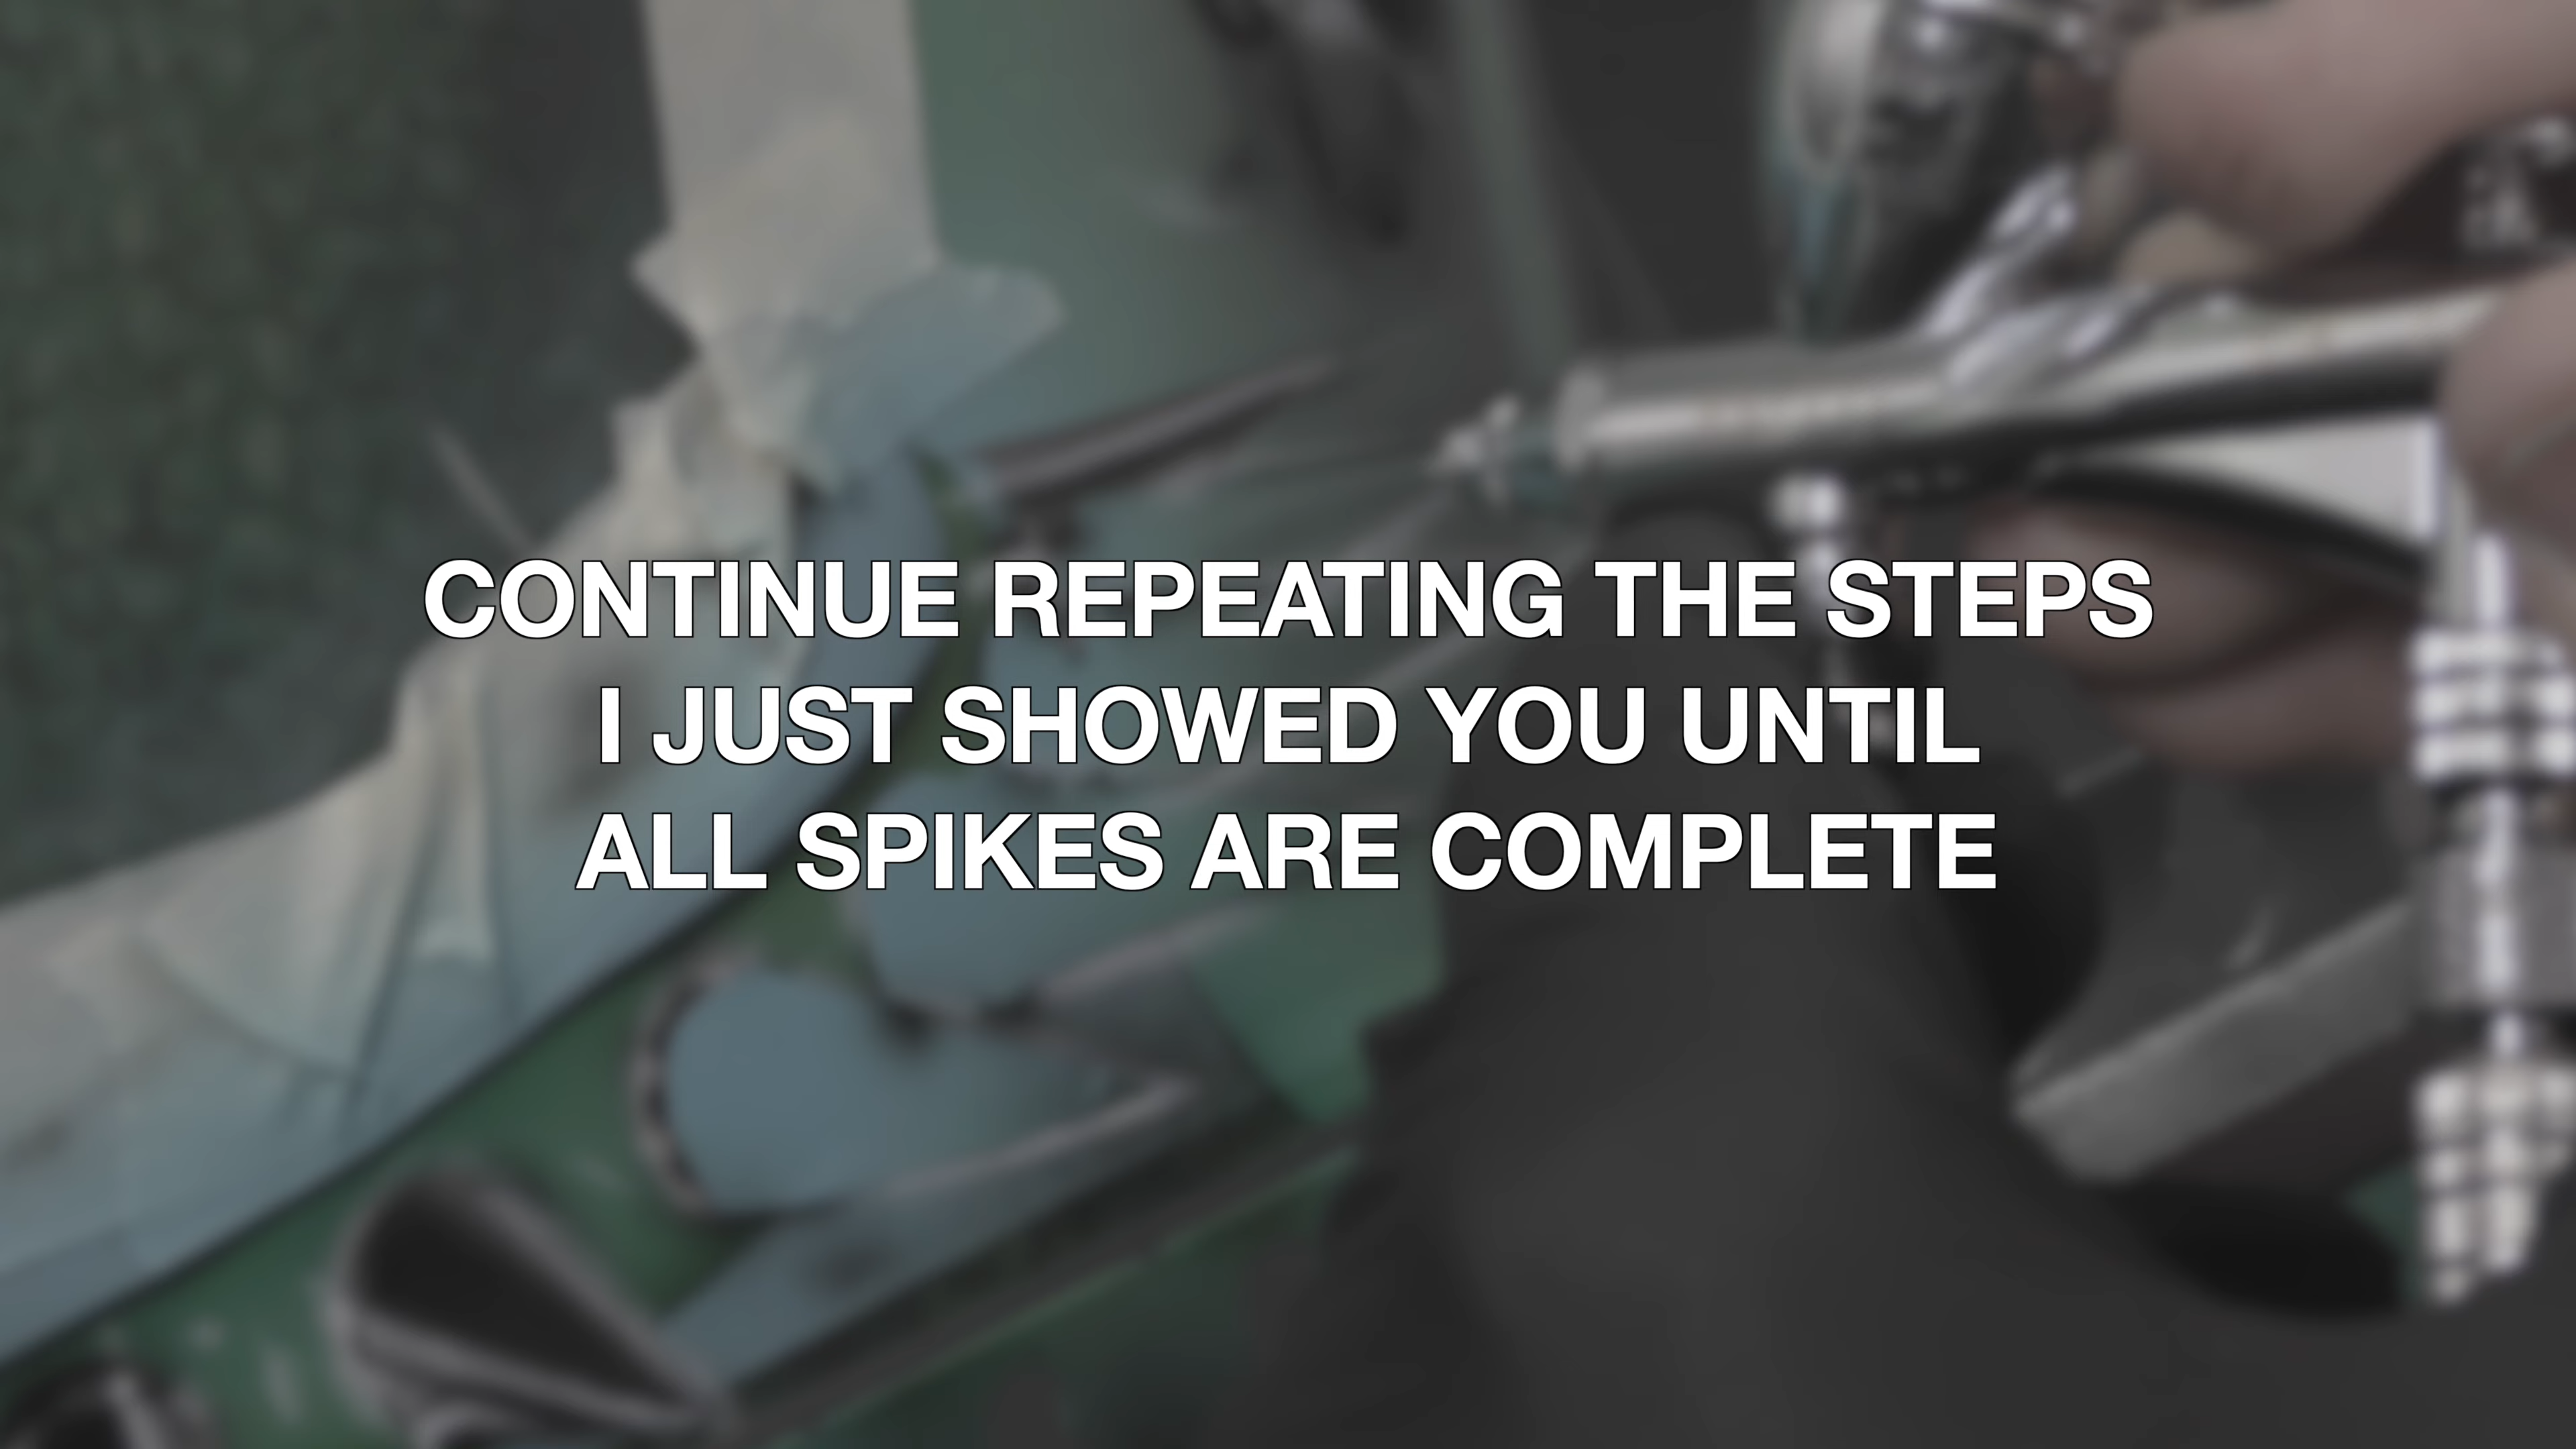 CONTINUE REPEATING THE STEPS
I JUST SHOWED YOU UNTIL
ALL SPIKES ARE COMPLETE